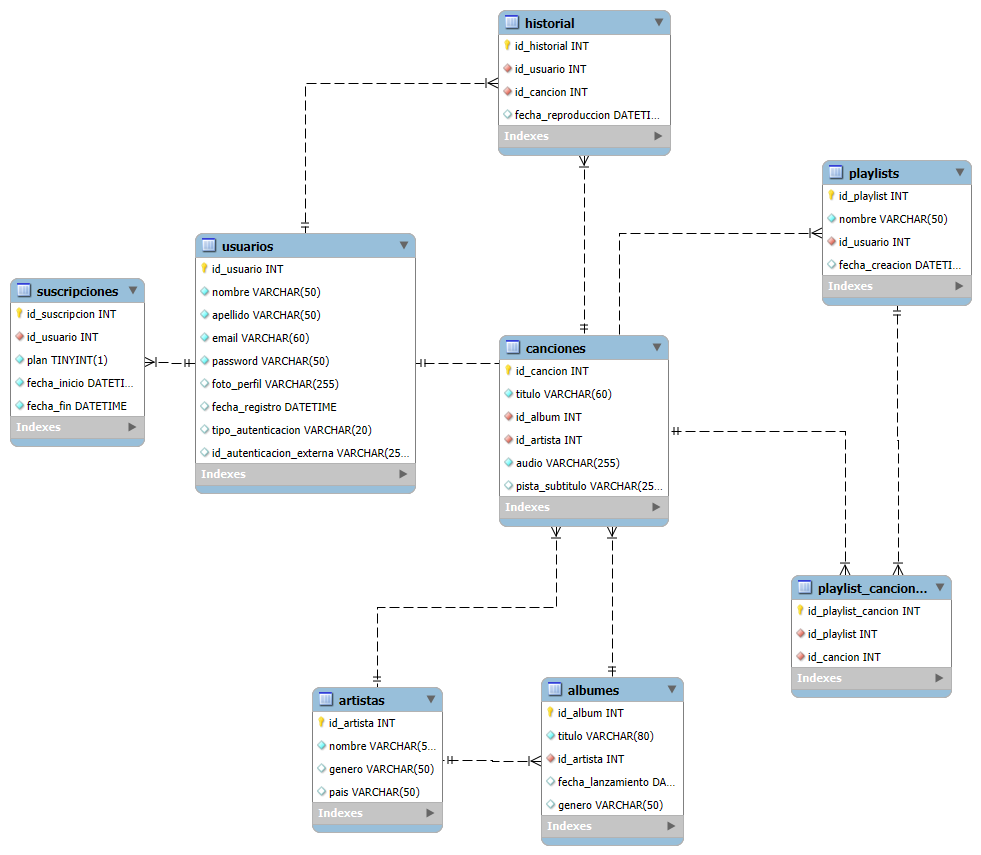 historial
id_historial INT
id_usuario INT
id_cancion INT
fecha_reproduccion DATETI...
Indexes
playlists
id_playlist INT
nombre VARCHAR(50)
id_usuario INT
fecha_creacion DATETI...
Indexes
usuarios
id_usuario INT
nombre VARCHAR(50)
apellido VARCHAR(50)
email VARCHAR(60)
password VARCHAR(50)
foto_perfil VARCHAR(255)
fecha_registro DATETIME
tipo_autenticacion VARCHAR(20)
id_autenticacion_externa VARCHAR(25...
Indexes
suscripciones
id_suscripcion INT
id_usuario INT
plan TINYINT(1)
fecha_inicio DATETI...
fecha_fin DATETIME
Indexes
canciones
id_cancion INT
titulo VARCHAR(60)
id_album INT
id_artista INT
audio VARCHAR(255)
pista_subtitulo VARCHAR(25...
Indexes
playlist_cancion...
id_playlist_cancion INT
id_playlist INT
id_cancion INT
Indexes
artistas
id_artista INT
nombre VARCHAR(5...
genero VARCHAR(50)
pais VARCHAR(50)
Indexes
albumes
id_album INT
titulo VARCHAR(80)
id_artista INT
fecha_lanzamiento DA...
genero VARCHAR(50)
Indexes